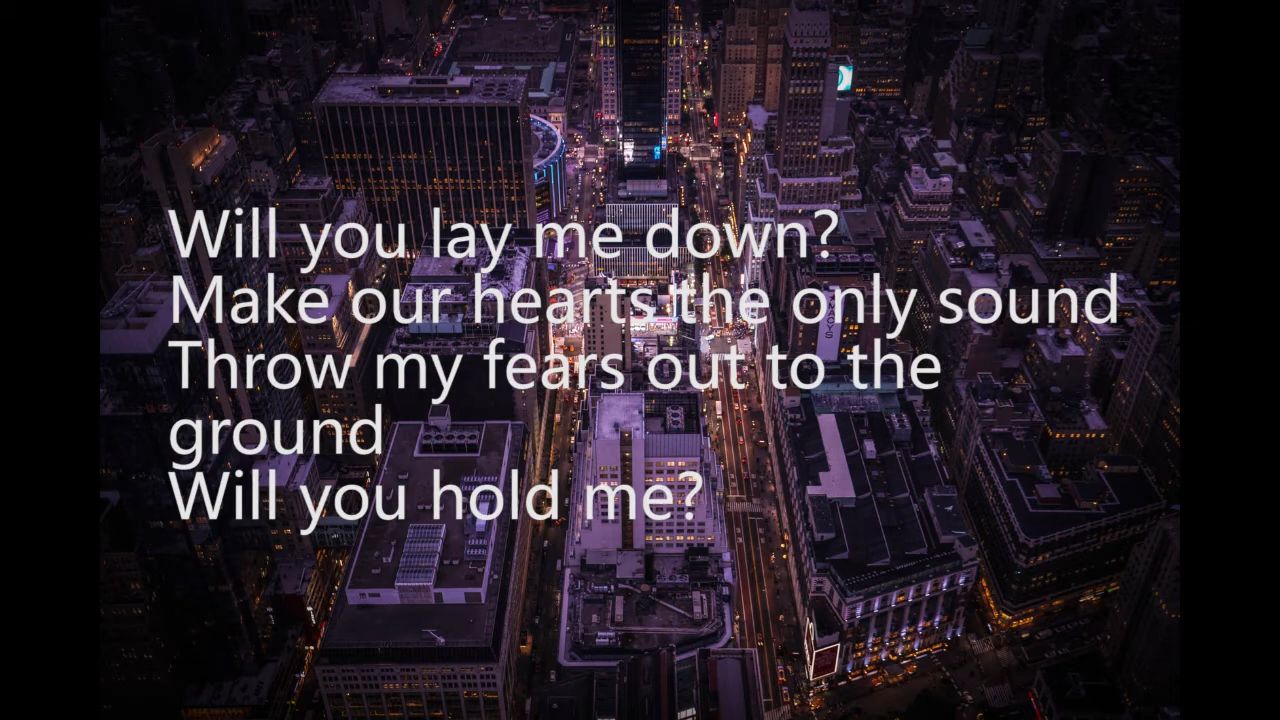 Will you lay me down?
Make our hearts the only sound
Throw my fears out to the
ground
Will you hold me?